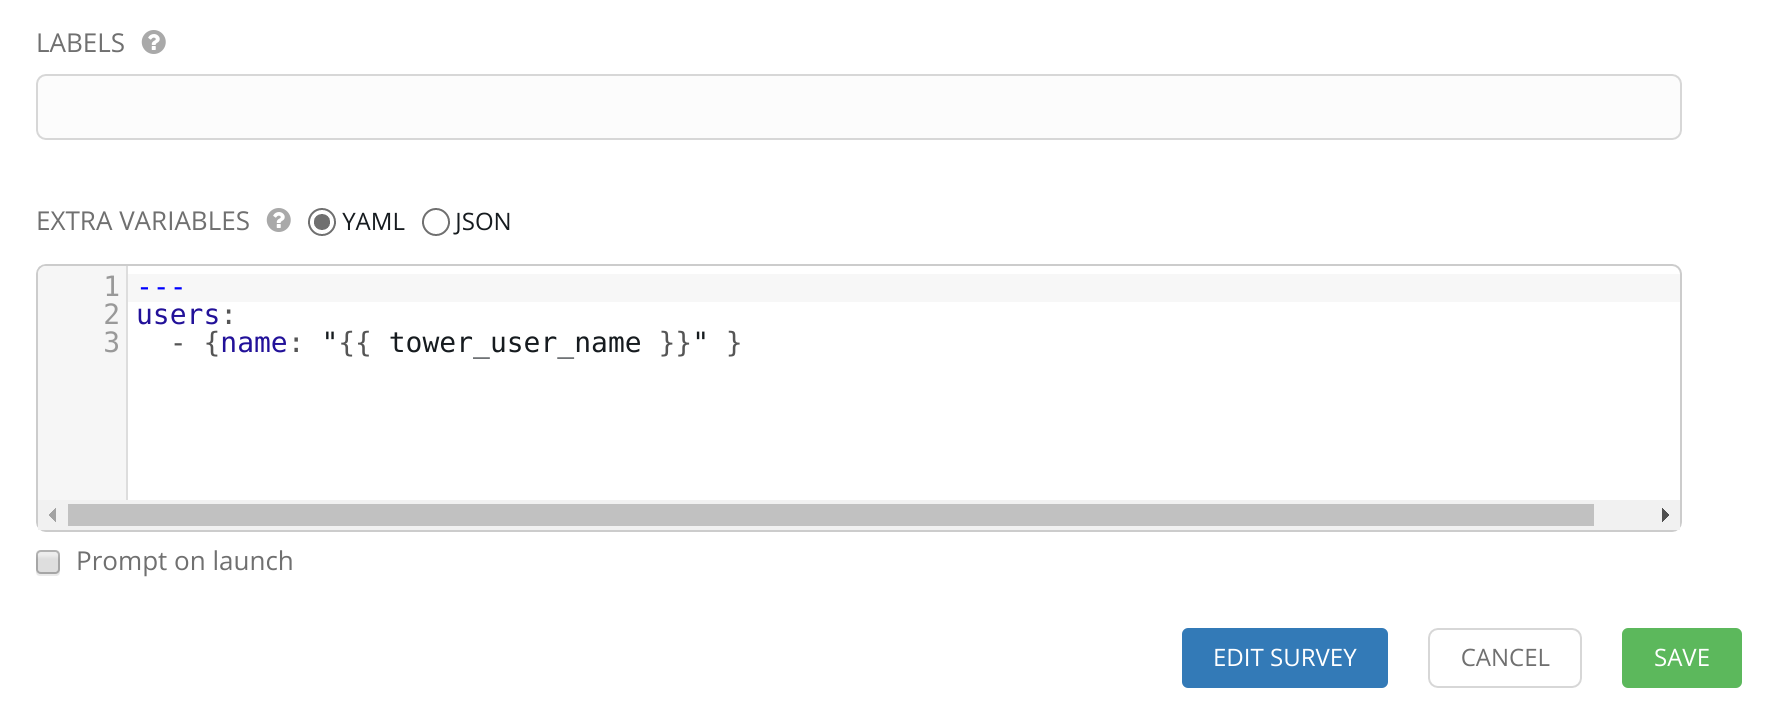 LABELS ?
EXTRA VARIABLES ? YAML JSON
1 ---
2 users:
3   - {name: "{{ tower_user_name }}" }
Prompt on launch
EDIT SURVEY CANCEL SAVE